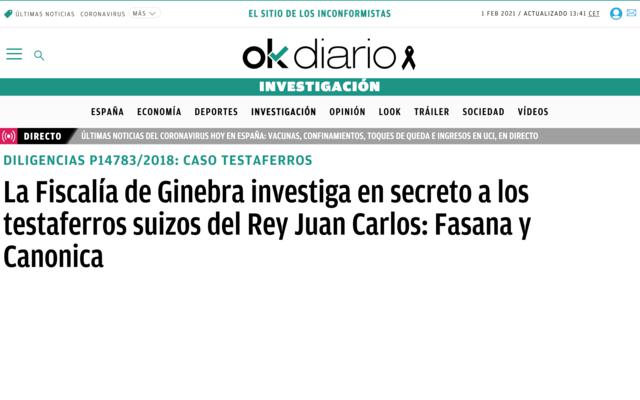 ÚLTIMAS NOTICIAS CORONAVIRUS MÁS EL SITIO DE LOS INCONFORMISTAS 1 FEB 2021 / ACTUALIZADO 13:41 CET
okdiario
INVESTIGACIÓN
ESPAÑA ECONOMÍA DEPORTES INVESTIGACIÓN OPINIÓN LOOK TRÁILER SOCIEDAD VÍDEOS
DIRECTO ÚLTIMAS NOTICIAS DEL CORONAVIRUS HOY EN ESPAÑA: VACUNAS, CONFINAMIENTOS, TOQUES DE QUEDA E INGRESOS EN UCI, EN DIRECTO
DILIGENCIAS P14783/2018: CASO TESTAFERROS
La Fiscalía de Ginebra investiga en secreto a los
testaferros suizos del Rey Juan Carlos: Fasana y
Canonica